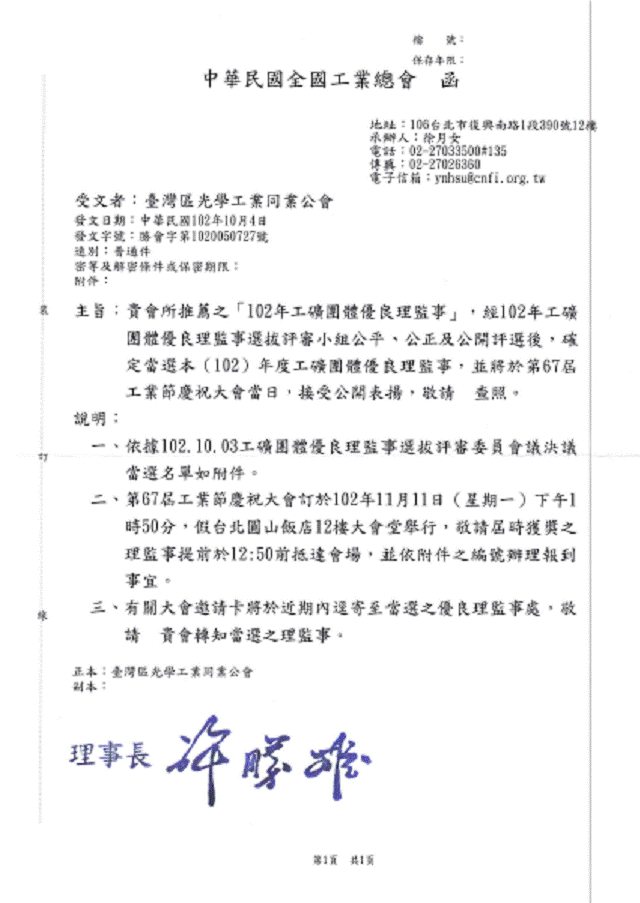 檔　號：
保存年限：
中華民國全國工業總會　函
地址：106台北市復興南路1段390號12樓
承辦人：徐月女
電話：02-27033500#135
傳真：02-27026360
電子信箱：ynhsu@cnfi.org.tw
受文者：臺灣區光學工業同業公會
發文日期：中華民國102年10月4日
發文字號：勝會字第1020050727號
速別：普通件
密等及解密條件或保密期限：
附件：
主旨：貴會所推薦之「102年工礦團體優良理監事」，經102年工礦
團體優良理監事選拔評審小組公平、公正及公開評選後，確
定當選本（102）年度工礦團體優良理監事，並將於第67屆
工業節慶祝大會當日，接受公開表揚，敬請　查照。
說明：
一、依據102.10.03工礦團體優良理監事選拔評審委員會議決議
當選名單如附件。
二、第67屆工業節慶祝大會訂於102年11月11日（星期一）下午1
時50分，假台北圓山飯店12樓大會堂舉行，敬請屆時獲獎之
理監事提前於12:50前抵達會場，並依附件之編號辦理報到
事宜。
三、有關大會邀請卡將於近期內逕寄至當選之優良理監事處，敬
請　貴會轉知當選之理監事。
正本：臺灣區光學工業同業公會
副本：
理事長 許勝雄
第1頁　共1頁
裝
訂
線